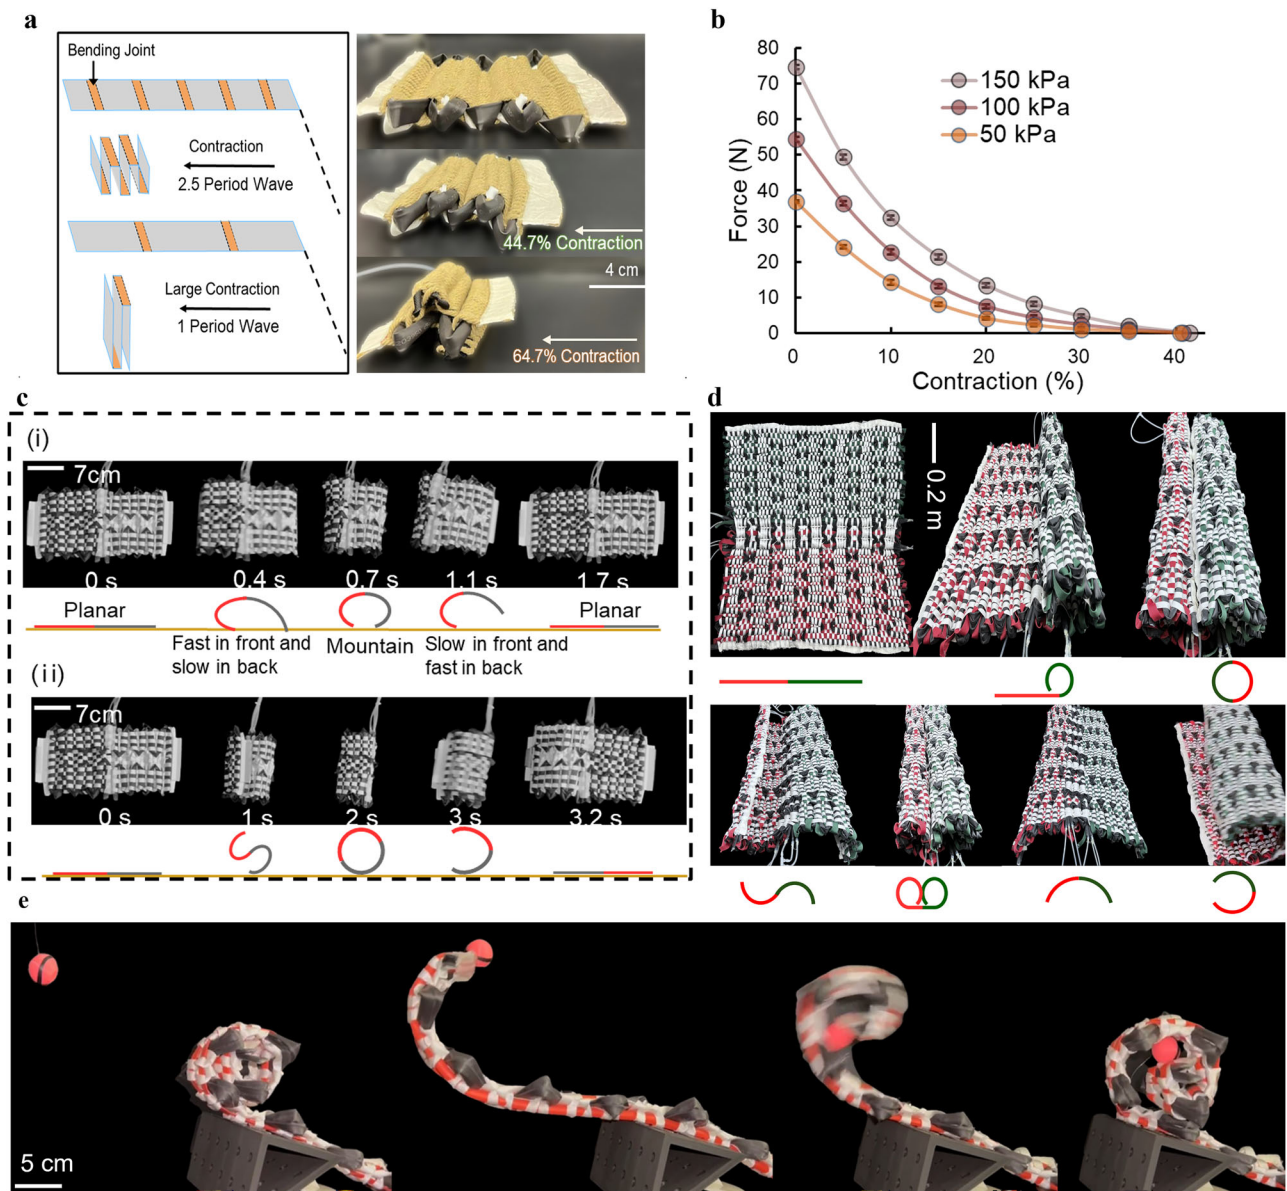 a
Bending Joint
Contraction
2.5 Period Wave
Large Contraction
1 Period Wave
44.7% Contraction
4 cm
64.7% Contraction
b
80
70
60
50
40
30
20
10
0
Force (N)
150 kPa
100 kPa
50 kPa
0
10
20
30
40
Contraction (%)
c
(i)
7cm
0 s
0.4 s
0.7 s
1.1 s
1.7 s
Planar
Fast in front and
slow in back
Mountain
Slow in front and
fast in back
Planar
(ii)
7cm
0 s
1 s
2 s
3 s
3.2 s
d
0.2 m
e
5 cm